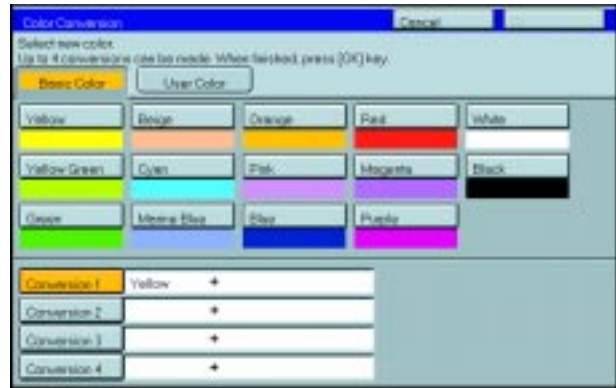 Color Conversion Cancel
Select new color.
Up to 4 conversions can be made. When finished, press [OK] key.
Basic Color User Color
Yellow Beige Orange Red White
Yellow Green Cyan Pink Magenta Black
Green Marine Blue Blue Purple
Conversion 1 Yellow →
Conversion 2 →
Conversion 3 →
Conversion 4 →